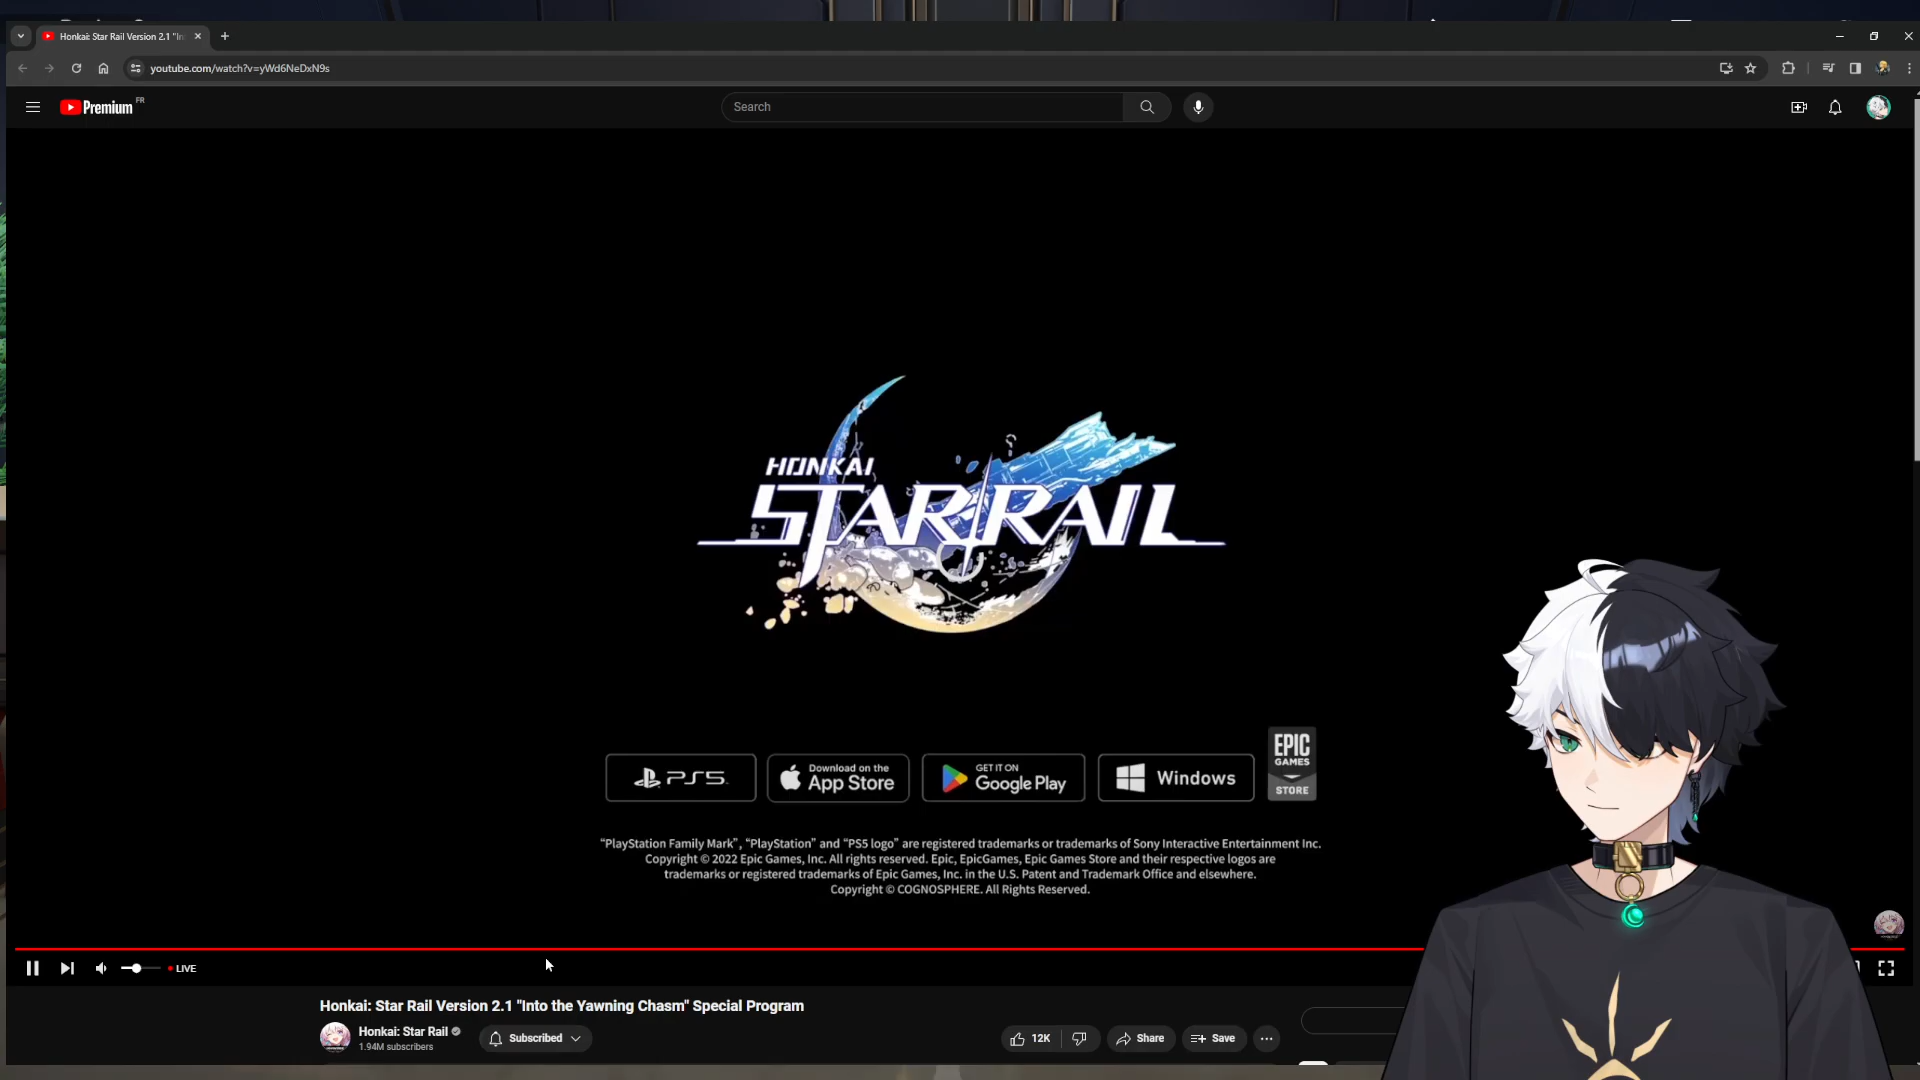 Honkai: Star Rail Version 2.1 "In
youtube.com/watch?v=yWd6NeDxN9s
Premium FR
Search
HONKAI
STAR RAIL
PS5
Download on the
App Store
GET IT ON
Google Play
Windows
EPIC
GAMES
STORE
"PlayStation Family Mark", "PlayStation" and "PS5 logo" are registered trademarks or trademarks of Sony Interactive Entertainment Inc.
Copyright © 2022 Epic Games, Inc. All rights reserved. Epic, EpicGames, Epic Games Store and their respective logos are
trademarks or registered trademarks of Epic Games, Inc. in the U.S. Patent and Trademark Office and elsewhere.
Copyright © COGNOSPHERE. All Rights Reserved.
LIVE
Honkai: Star Rail Version 2.1 "Into the Yawning Chasm" Special Program
Honkai: Star Rail
1.94M subscribers
Subscribed
12K
Share
Save